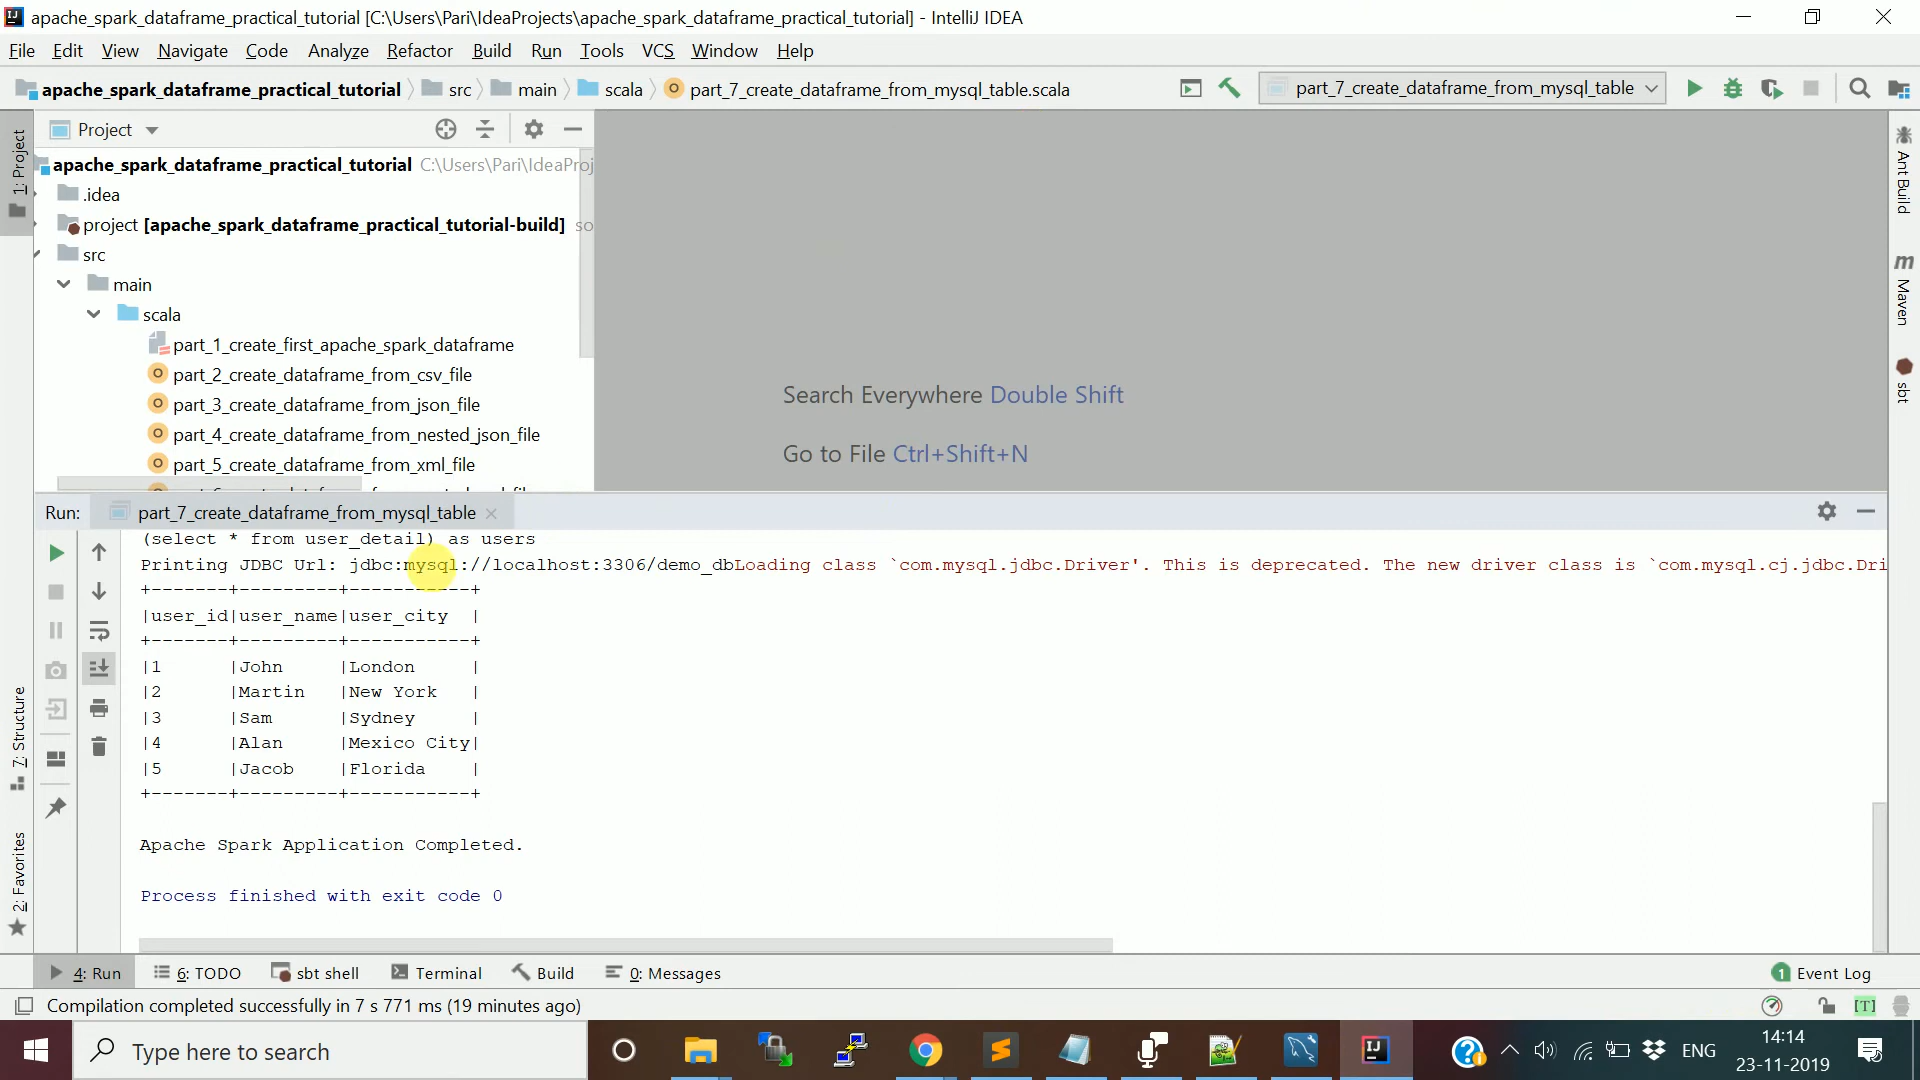 apache_spark_dataframe_practical_tutorial [C:\Users\Pari\IdeaProjects\apache_spark_dataframe_practical_tutorial] - IntelliJ IDEA
File Edit View Navigate Code Analyze Refactor Build Run Tools VCS Window Help
apache_spark_dataframe_practical_tutorial src main scala part_7_create_dataframe_from_mysql_table.scala part_7_create_dataframe_from_mysql_table
1: Project
Project
apache_spark_dataframe_practical_tutorial C:\Users\Pari\IdeaProj
.idea
project [apache_spark_dataframe_practical_tutorial-build] so
src
main
scala
part_1_create_first_apache_spark_dataframe
part_2_create_dataframe_from_csv_file
part_3_create_dataframe_from_json_file
part_4_create_dataframe_from_nested_json_file
part_5_create_dataframe_from_xml_file
Search Everywhere Double Shift
Go to File Ctrl+Shift+N
Ant Build
m Maven
sbt
Run: part_7_create_dataframe_from_mysql_table
(select * from user_detail) as users
Printing JDBC Url: jdbc:mysql://localhost:3306/demo_dbLoading class `com.mysql.jdbc.Driver'. This is deprecated. The new driver class is `com.mysql.cj.jdbc.Dri
+-------+---------+-----------+
|user_id|user_name|user_city  |
+-------+---------+-----------+
|1      |John     |London     |
|2      |Martin   |New York   |
|3      |Sam      |Sydney     |
|4      |Alan     |Mexico City|
|5      |Jacob    |Florida    |
+-------+---------+-----------+
Apache Spark Application Completed.
Process finished with exit code 0
7: Structure
2: Favorites
4: Run 6: TODO sbt shell Terminal Build 0: Messages 1 Event Log
Compilation completed successfully in 7 s 771 ms (19 minutes ago) [T]
Type here to search ENG 14:14
23-11-2019